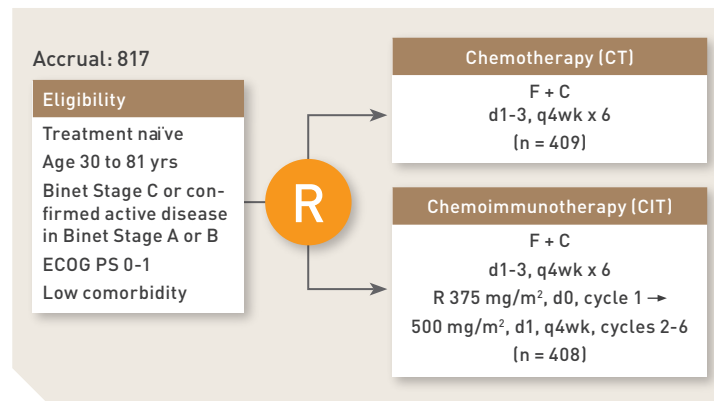 Accrual: 817
Eligibility
Treatment naïve
Age 30 to 81 yrs
Binet Stage C or con-
firmed active disease
in Binet Stage A or B
ECOG PS 0-1
Low comorbidity
R
Chemotherapy (CT)
F + C
d1-3, q4wk x 6
(n = 409)
Chemoimmunotherapy (CIT)
F + C
d1-3, q4wk x 6
R 375 mg/m², d0, cycle 1 →
500 mg/m², d1, q4wk, cycles 2-6
(n = 408)